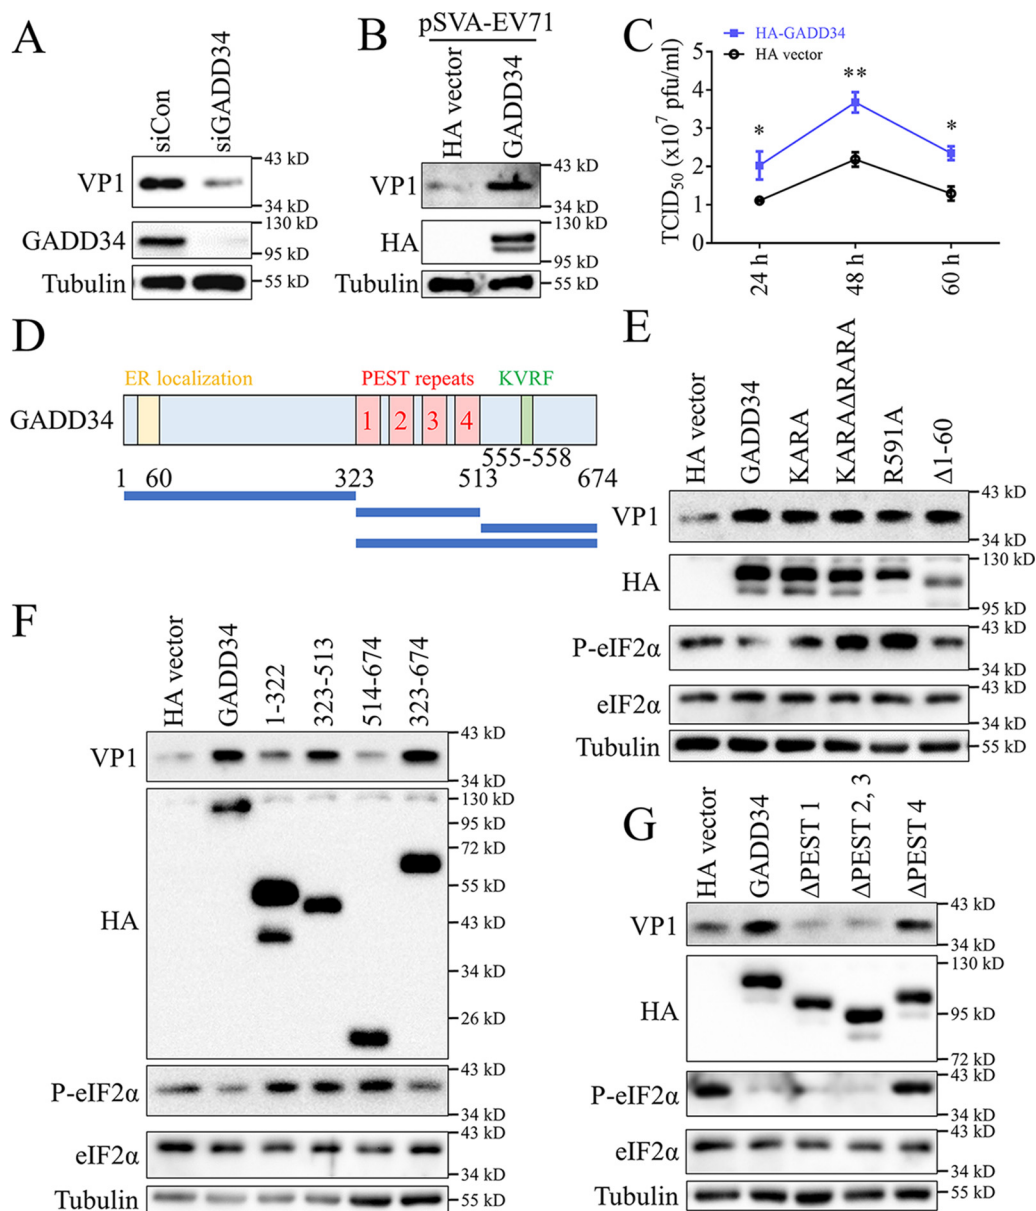 A
siCon
siGADD34
VP1
43 kD
34 kD
GADD34
130 kD
95 kD
Tubulin
55 kD
B
pSVA-EV71
HA vector
GADD34
VP1
43 kD
34 kD
HA
130 kD
95 kD
Tubulin
55 kD
C
HA-GADD34
HA vector
TCID50 (x10^7 pfu/ml)
5
4
3
2
1
0
*
**
*
24 h
48 h
60 h
D
ER localization
PEST repeats
KVRF
GADD34
1
2
3
4
555-558
1
60
323
513
674
E
HA vector
GADD34
KARA
KARAΔRARA
R591A
Δ1-60
VP1
43 kD
34 kD
HA
130 kD
95 kD
P-eIF2α
43 kD
34 kD
eIF2α
43 kD
34 kD
Tubulin
55 kD
F
HA vector
GADD34
1-322
323-513
514-674
323-674
VP1
43 kD
34 kD
HA
130 kD
95 kD
72 kD
55 kD
43 kD
34 kD
26 kD
P-eIF2α
43 kD
34 kD
eIF2α
43 kD
34 kD
Tubulin
55 kD
G
HA vector
GADD34
ΔPEST 1
ΔPEST 2, 3
ΔPEST 4
VP1
43 kD
34 kD
HA
130 kD
95 kD
72 kD
P-eIF2α
43 kD
34 kD
eIF2α
43 kD
34 kD
Tubulin
55 kD